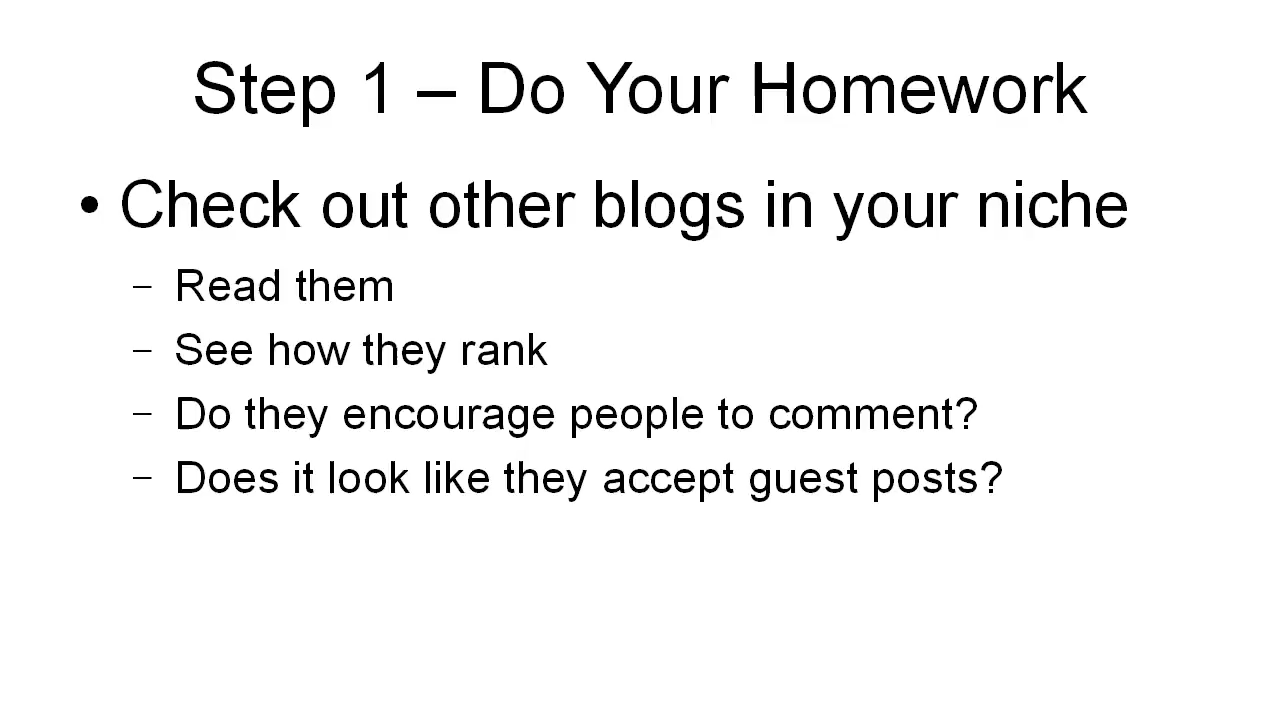 Step 1 – Do Your Homework
• Check out other blogs in your niche
– Read them
– See how they rank
– Do they encourage people to comment?
– Does it look like they accept guest posts?